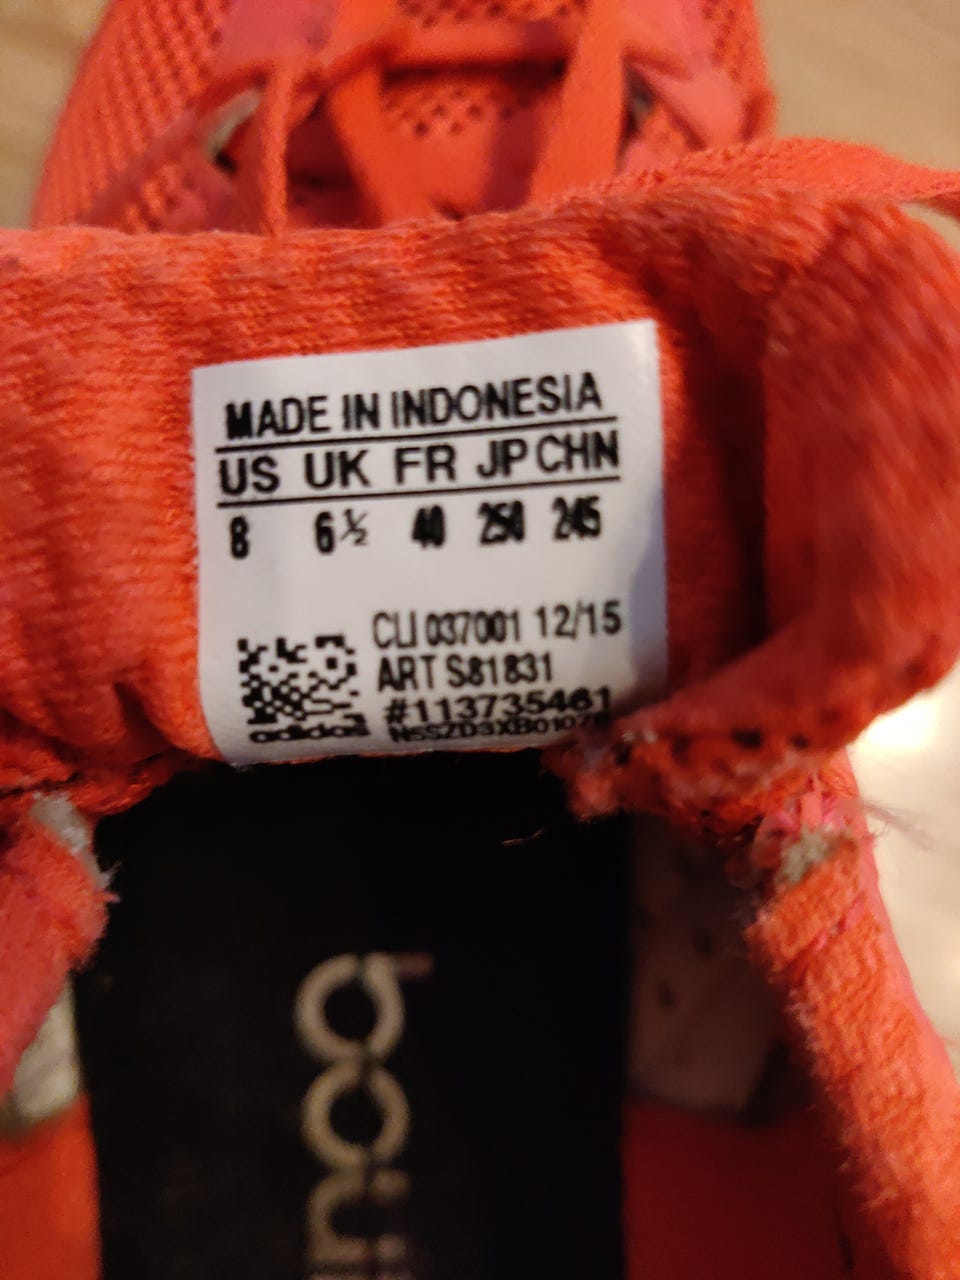 MADE IN INDONESIA
US UK FR JP CHN
8 6½ 40 250 245
CLI 037001 12/15
ART S81831
#113735461
adidas